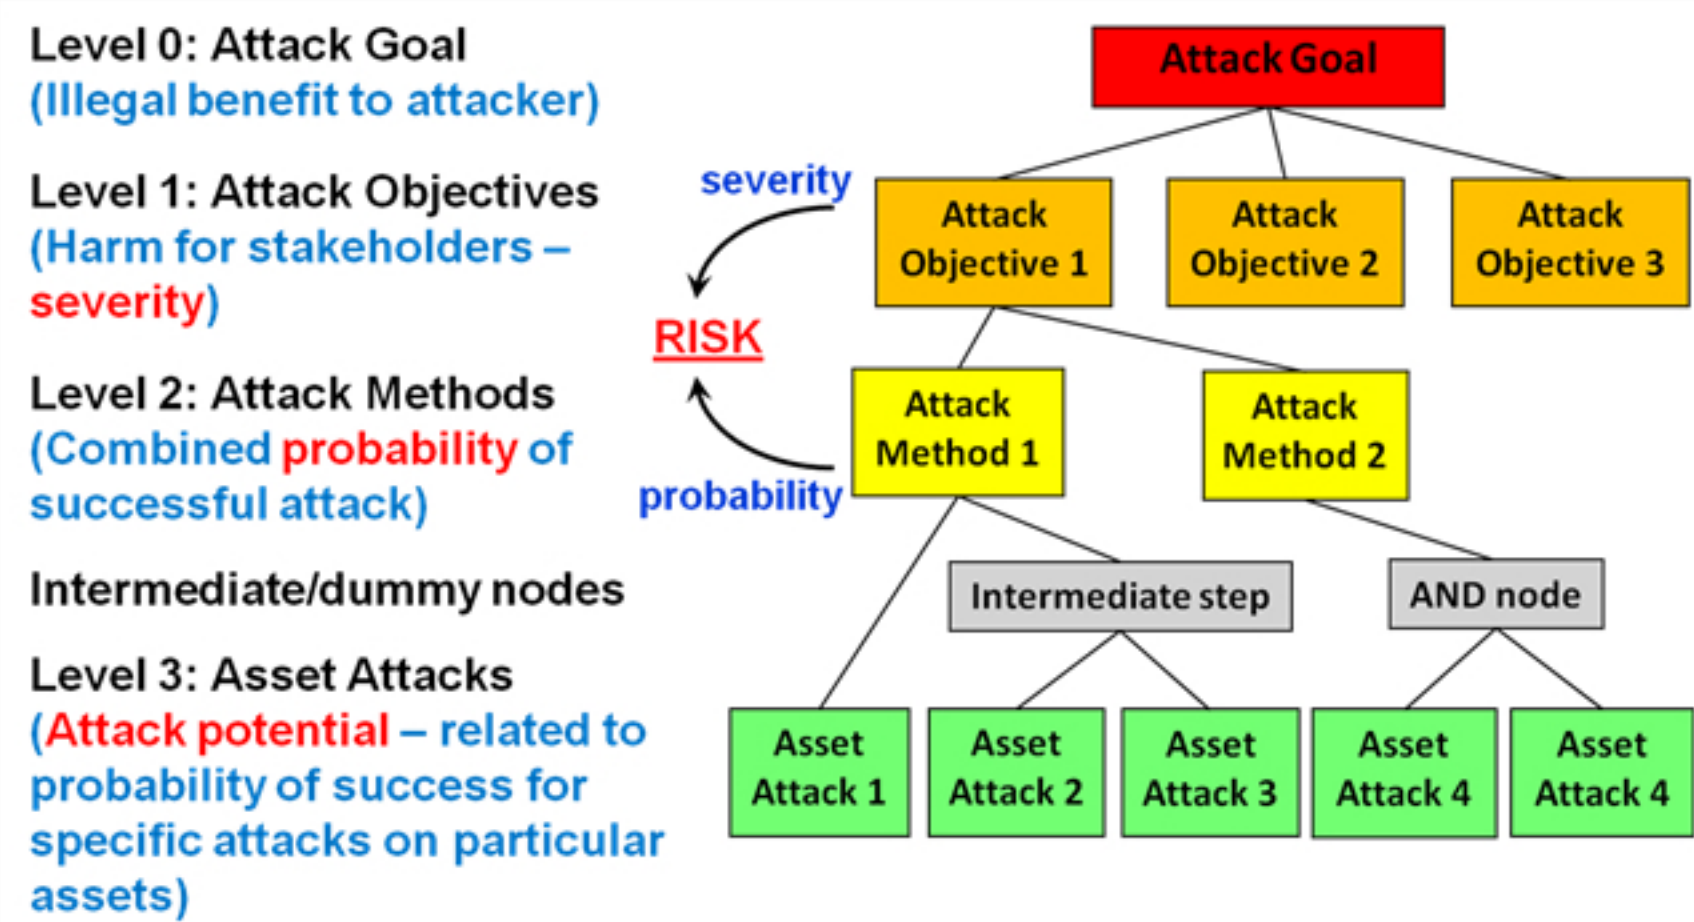 Level 0: Attack Goal
(Illegal benefit to attacker)
Level 1: Attack Objectives
(Harm for stakeholders –
severity)
Level 2: Attack Methods
(Combined probability of
successful attack)
Intermediate/dummy nodes
Level 3: Asset Attacks
(Attack potential – related to
probability of success for
specific attacks on particular
assets)
severity
RISK
probability
Attack Goal
Attack
Objective 1
Attack
Objective 2
Attack
Objective 3
Attack
Method 1
Attack
Method 2
Intermediate step
AND node
Asset
Attack 1
Asset
Attack 2
Asset
Attack 3
Asset
Attack 4
Asset
Attack 4